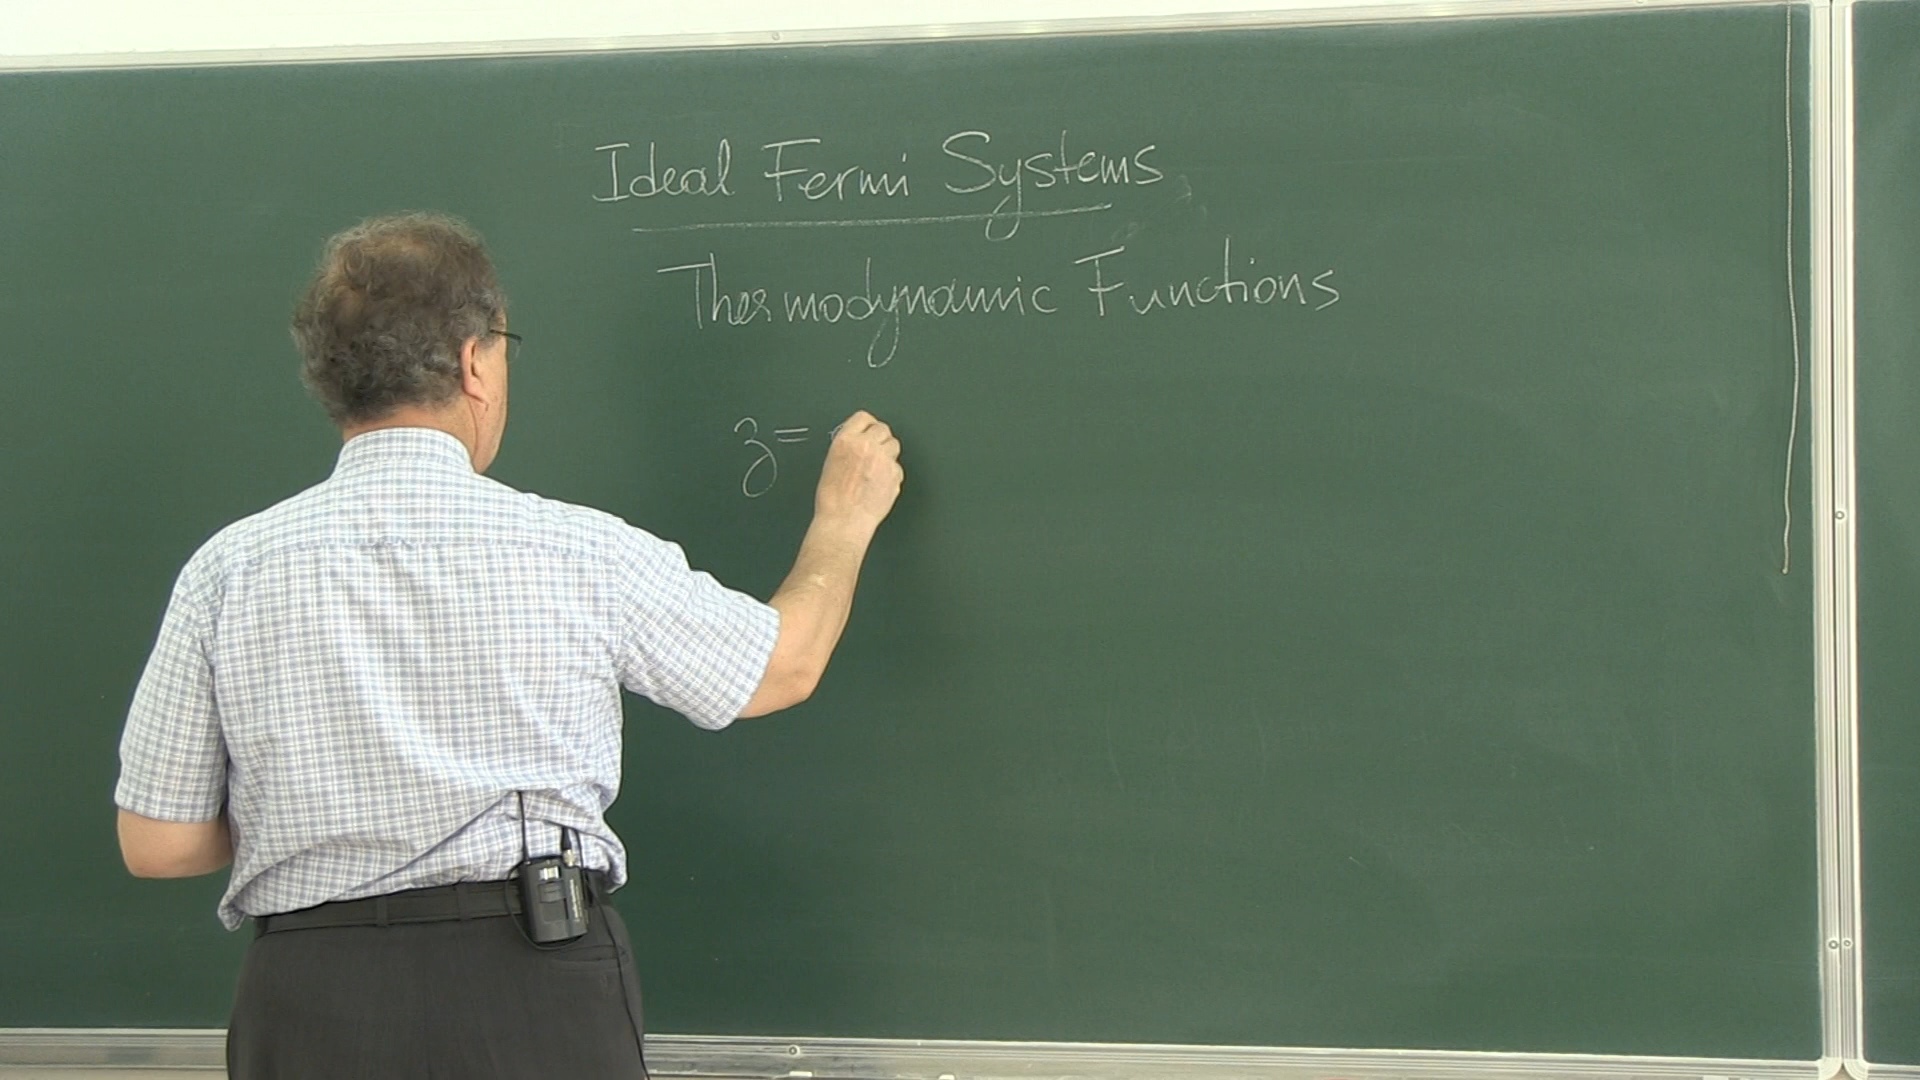 Ideal Fermi Systems
Thermodynamic Functions
z =